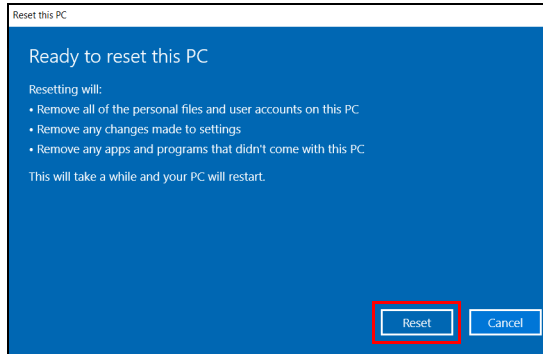 Reset this PC
Ready to reset this PC
Resetting will:
• Remove all of the personal files and user accounts on this PC
• Remove any changes made to settings
• Remove any apps and programs that didn't come with this PC
This will take a while and your PC will restart.
Reset Cancel